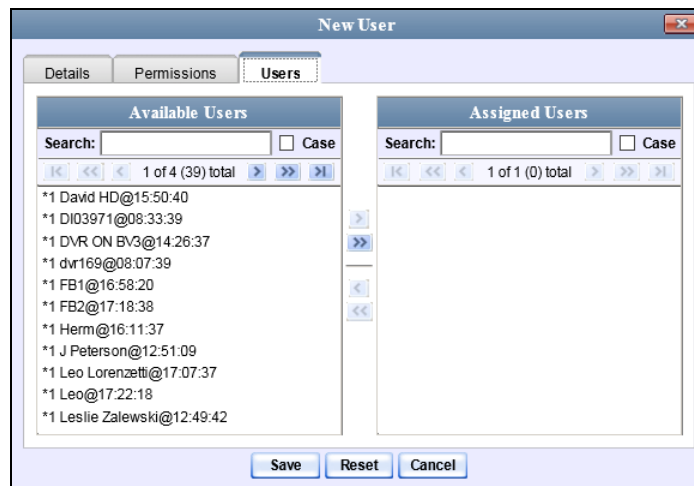 New User
Details Permissions Users
Available Users
Search: Case
1 of 4 (39) total
*1 David HD@15:50:40
*1 DI03971@08:33:39
*1 DVR ON BV3@14:26:37
*1 dvr169@08:07:39
*1 FB1@16:58:20
*1 FB2@17:18:38
*1 Herm@16:11:37
*1 J Peterson@12:51:09
*1 Leo Lorenzetti@17:07:37
*1 Leo@17:22:18
*1 Leslie Zalewski@12:49:42
Assigned Users
Search: Case
1 of 1 (0) total
Save Reset Cancel